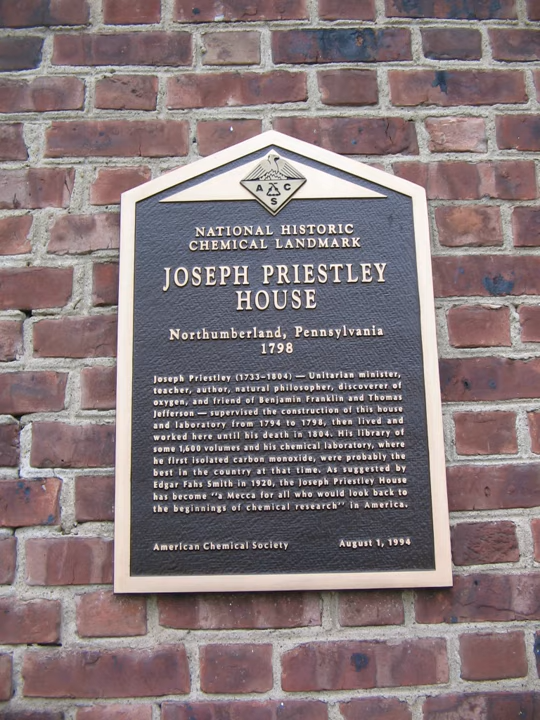 A C S
NATIONAL HISTORIC
CHEMICAL LANDMARK
JOSEPH PRIESTLEY
HOUSE
Northumberland, Pennsylvania
1798
Joseph Priestley (1733–1804) — Unitarian minister,
teacher, author, natural philosopher, discoverer of
oxygen, and friend of Benjamin Franklin and Thomas
Jefferson — supervised the construction of this house
and laboratory from 1794 to 1798, then lived and
worked here until his death in 1804. His library of
some 1,600 volumes and his chemical laboratory, where
he first isolated carbon monoxide, were probably the
best in the country at that time. As suggested by
Edgar Fahs Smith in 1920, the Joseph Priestley House
has become “a Mecca for all who would look back to
the beginnings of chemical research” in America.
American Chemical Society August 1, 1994